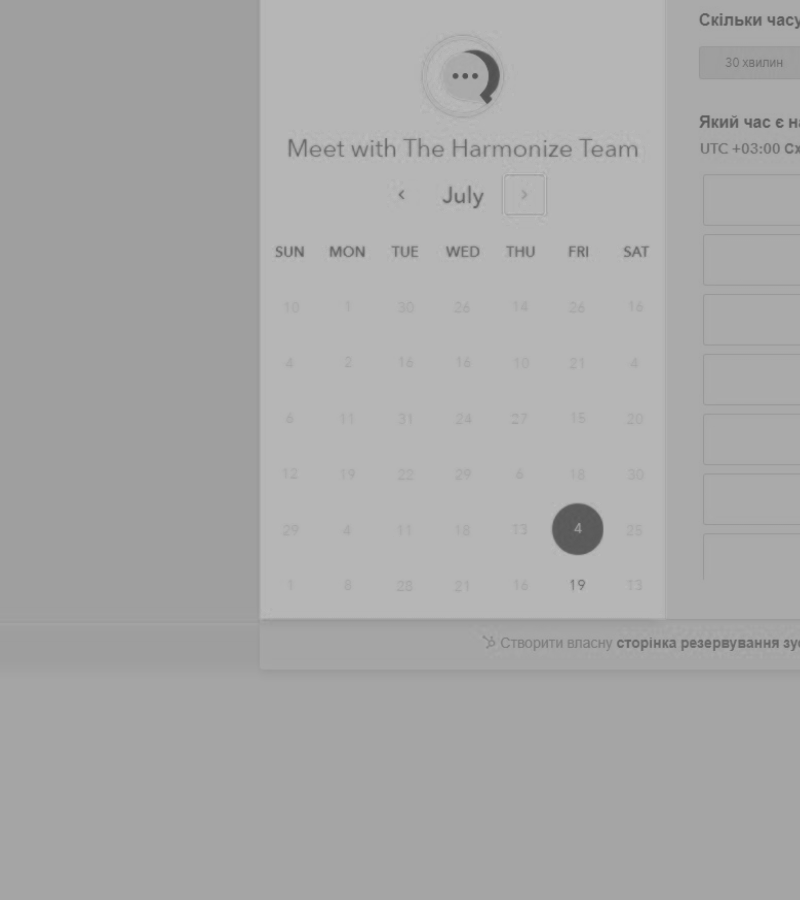 Скільки часу
30 хвилин
Який час є на
UTC +03:00 Сх
Meet with The Harmonize Team
July
SUN MON TUE WED THU FRI SAT
10 1 30 26 14 26 16
4 2 16 16 10 21 4
6 11 31 24 27 15 20
12 19 22 29 6 18 30
29 4 11 18 13 4 25
1 8 28 21 16 19 13
Створити власну сторінка резервування зус